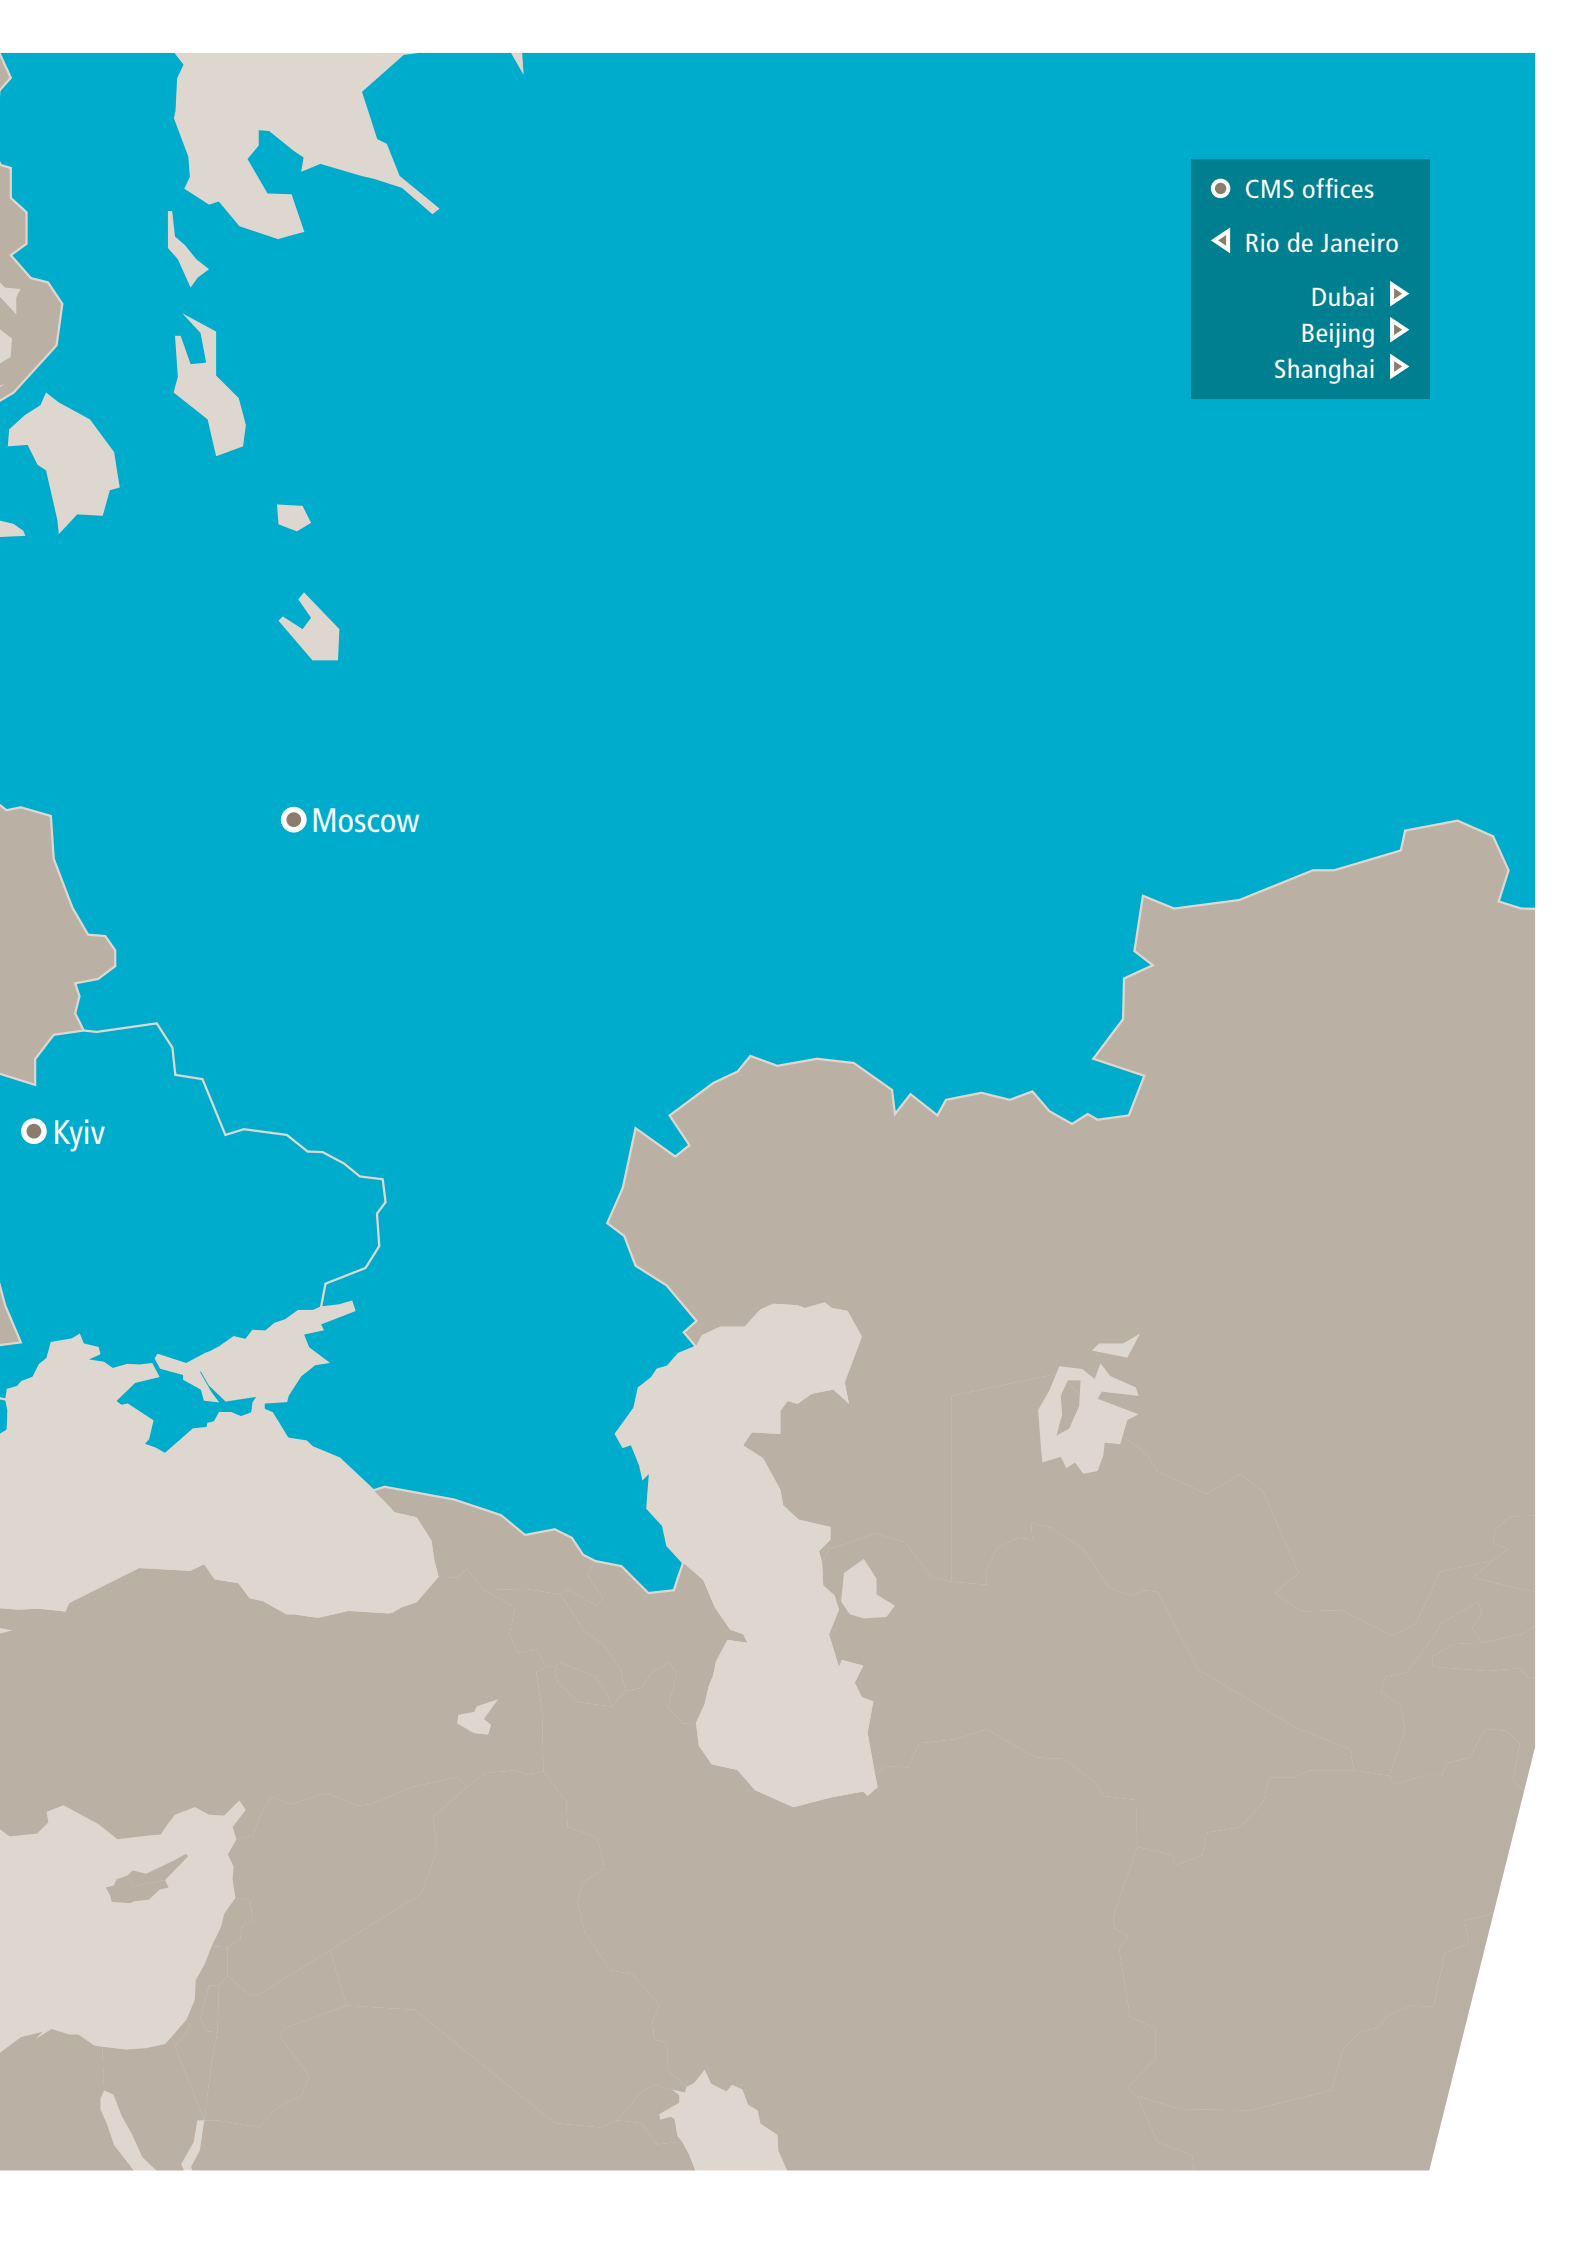 CMS offices
Rio de Janeiro
Dubai
Beijing
Shanghai
Moscow
Kyiv